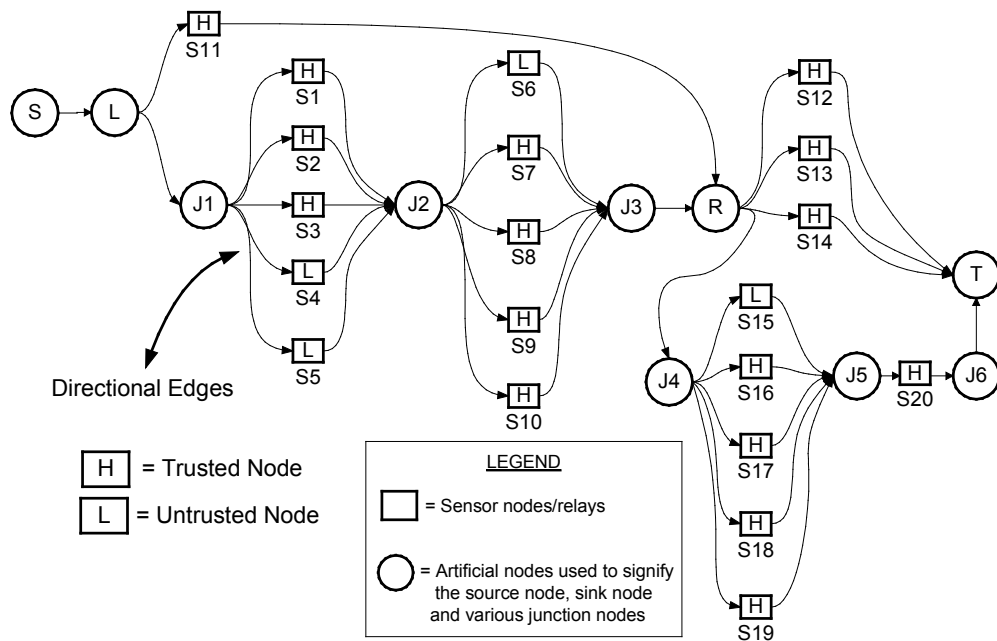 H
S11
S
L
H
S1
H
S2
J1
H
S3
L
S4
L
S5
J2
L
S6
H
S7
H
S8
H
S9
H
S10
J3
R
H
S12
H
S13
H
S14
T
J4
L
S15
H
S16
H
S17
H
S18
H
S19
J5
H
S20
J6
Directional Edges
H = Trusted Node
L = Untrusted Node
LEGEND
= Sensor nodes/relays
= Artificial nodes used to signify
the source node, sink node
and various junction nodes